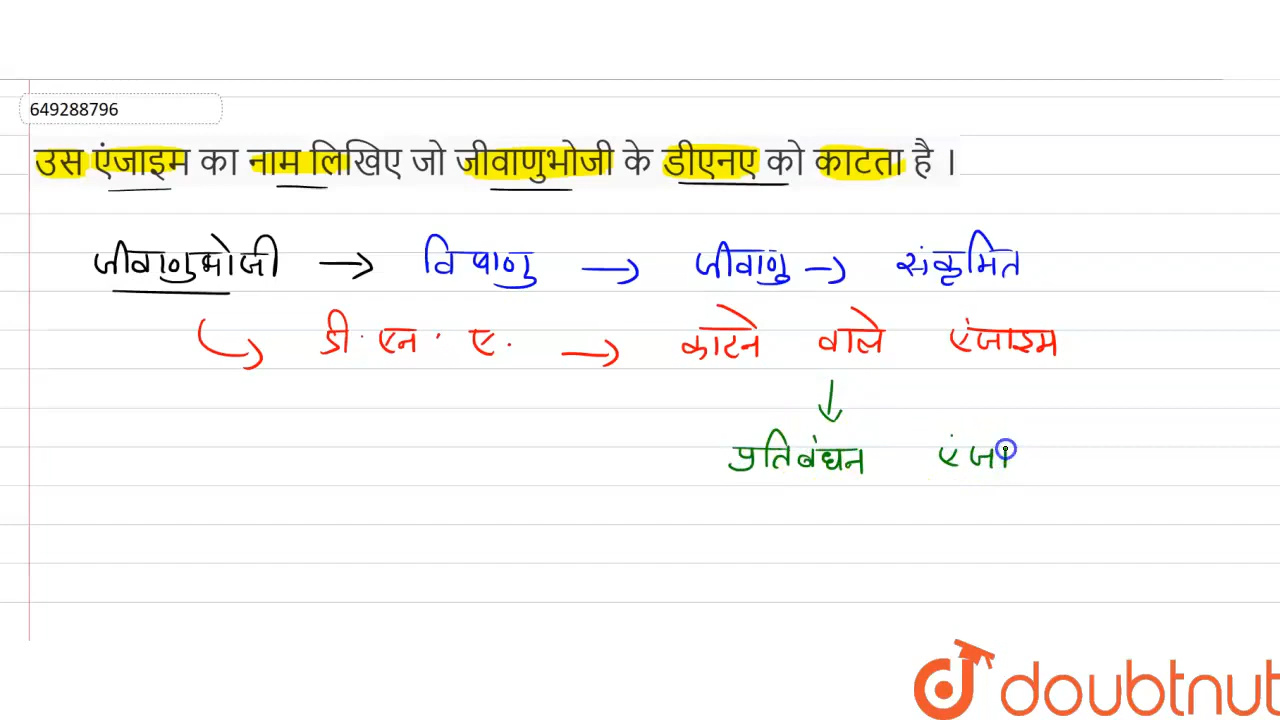 649288796
उस एंजाइम का नाम लिखिए जो जीवाणुभोजी के डीएनए को काटता है ।
जीवाणुभोजी → विषाणु → जीवाणु → संक्रमित
डी. एन. ए. → काटने वाले एंजाइम
↓
प्रतिबंधन एंजा
doubtnut